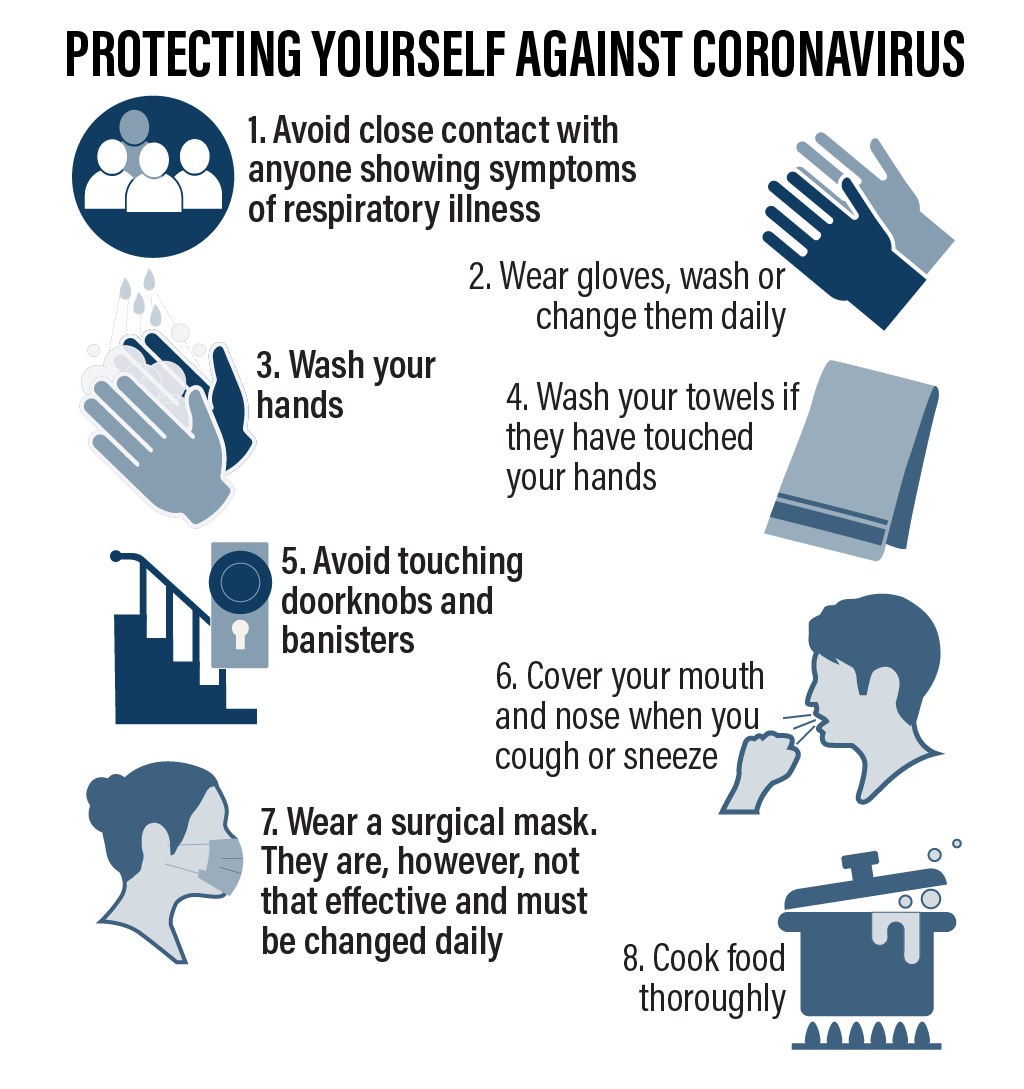 PROTECTING YOURSELF AGAINST CORONAVIRUS
1. Avoid close contact with
anyone showing symptoms
of respiratory illness
2. Wear gloves, wash or
change them daily
3. Wash your
hands
4. Wash your towels if
they have touched
your hands
5. Avoid touching
doorknobs and
banisters
6. Cover your mouth
and nose when you
cough or sneeze
7. Wear a surgical mask.
They are, however, not
that effective and must
be changed daily
8. Cook food
thoroughly